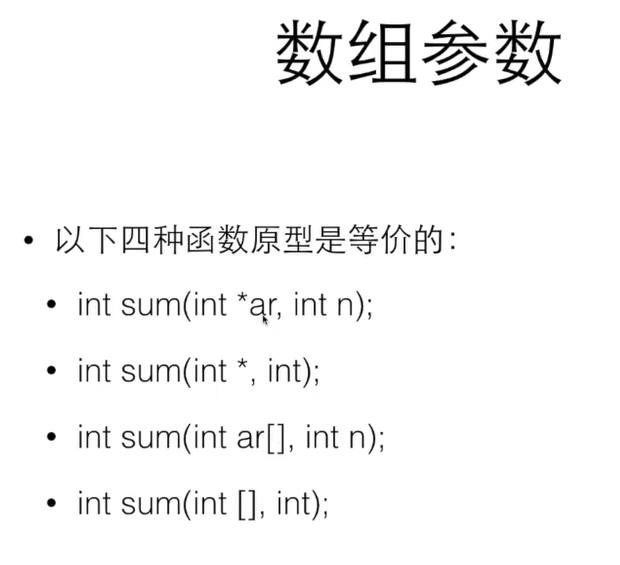 数组参数
• 以下四种函数原型是等价的：
• int sum(int *ar, int n);
• int sum(int *, int);
• int sum(int ar[], int n);
• int sum(int [], int);